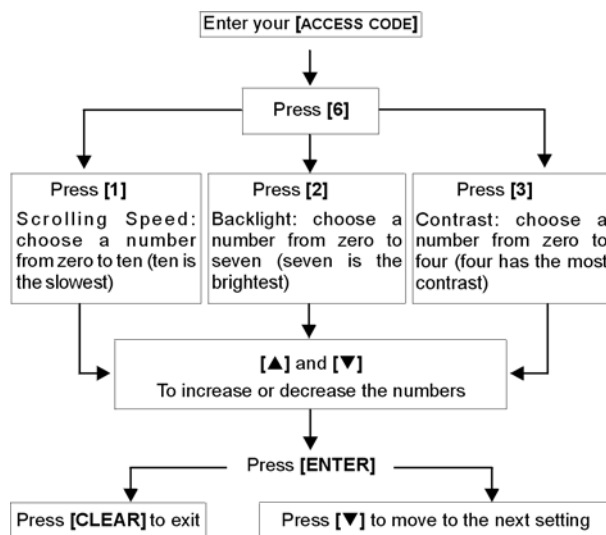 Enter your [ACCESS CODE]
Press [6]
Press [1]
Scrolling Speed:
choose a number
from zero to ten (ten is
the slowest)
Press [2]
Backlight: choose a
number from zero to
seven (seven is the
brightest)
Press [3]
Contrast: choose a
number from zero to
four (four has the most
contrast)
[▲] and [▼]
To increase or decrease the numbers
Press [ENTER]
Press [CLEAR] to exit
Press [▼] to move to the next setting